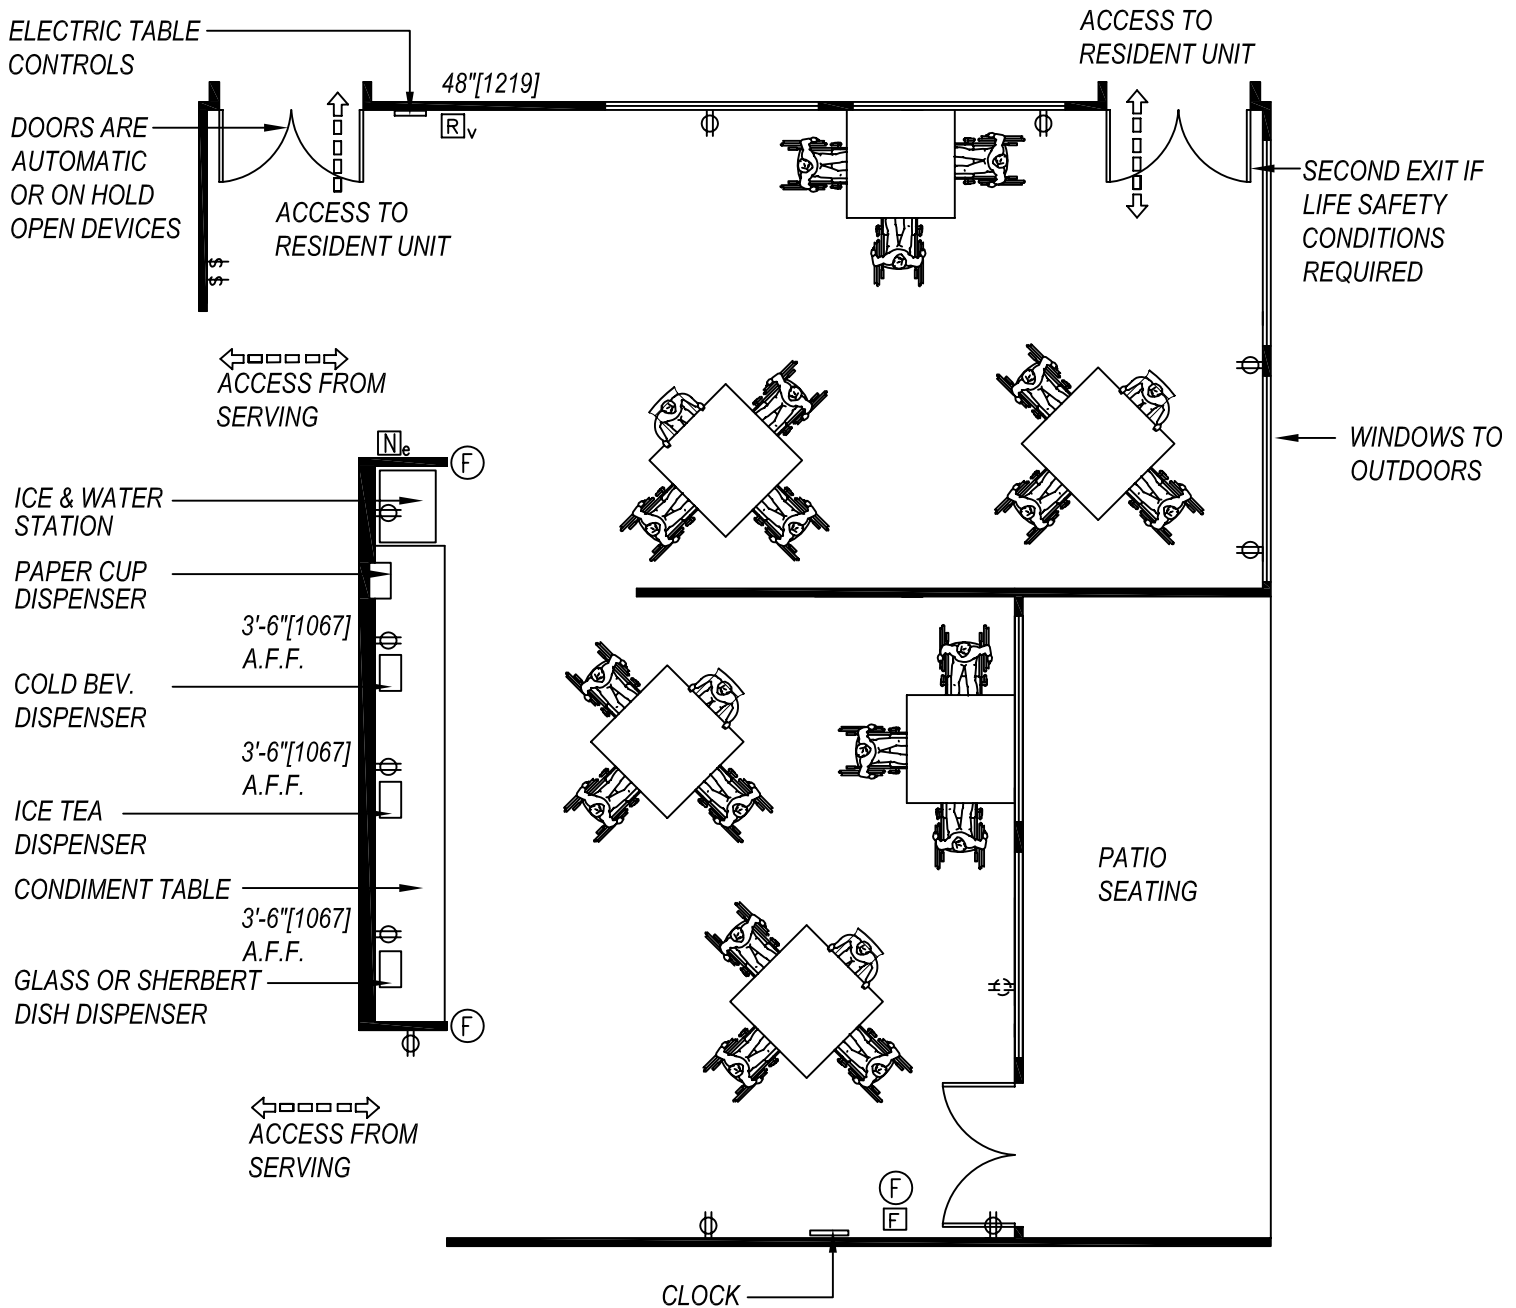 ELECTRIC TABLE
CONTROLS
48"[1219]
ACCESS TO
RESIDENT UNIT
DOORS ARE
AUTOMATIC
OR ON HOLD
OPEN DEVICES
R v
ACCESS TO
RESIDENT UNIT
SECOND EXIT IF
LIFE SAFETY
CONDITIONS
REQUIRED
S
S
ACCESS FROM
SERVING
WINDOWS TO
OUTDOORS
N e
F
ICE & WATER
STATION
PAPER CUP
DISPENSER
3'-6"[1067]
A.F.F.
COLD BEV.
DISPENSER
3'-6"[1067]
A.F.F.
ICE TEA
DISPENSER
CONDIMENT TABLE
3'-6"[1067]
A.F.F.
GLASS OR SHERBERT
DISH DISPENSER
F
PATIO
SEATING
ACCESS FROM
SERVING
F
F
CLOCK